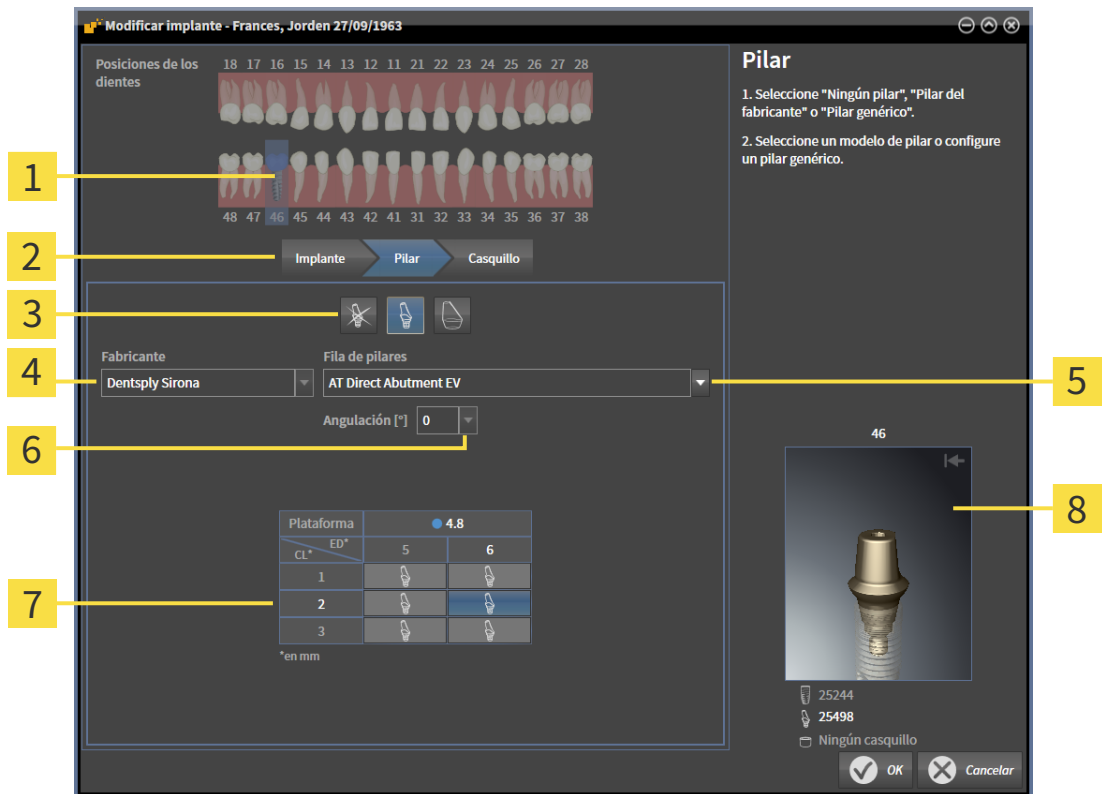 Modificar implante - Frances, Jorden 27/09/1963
Posiciones de los
dientes
18 17 16 15 14 13 12 11 21 22 23 24 25 26 27 28
48 47 46 45 44 43 42 41 31 32 33 34 35 36 37 38
1
2
Implante Pilar Casquillo
3
Fabricante Fila de pilares
4
Dentsply Sirona AT Direct Abutment EV
5
Angulación [°] 0
6
Plataforma 4.8
CL* ED* 5 6
1
2
3
7
*en mm
Pilar
1. Seleccione "Ningún pilar", "Pilar del
fabricante" o "Pilar genérico".
2. Seleccione un modelo de pilar o configure
un pilar genérico.
46
8
25244
25498
Ningún casquillo
OK Cancelar